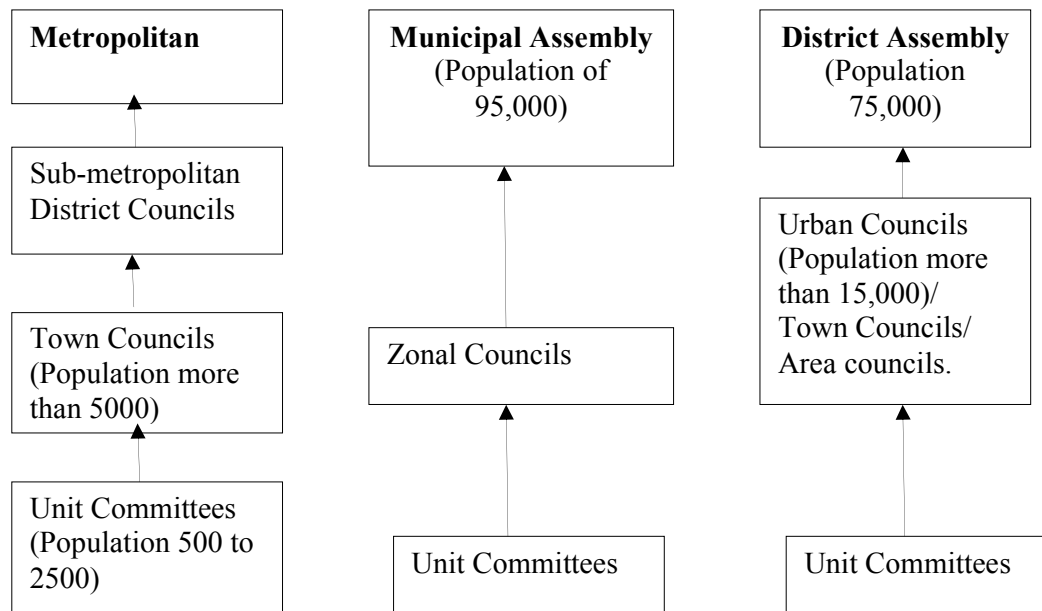 Metropolitan
Sub-metropolitan
District Councils
Town Councils
(Population more
than 5000)
Unit Committees
(Population 500 to
2500)
Municipal Assembly
(Population of
95,000)
Zonal Councils
Unit Committees
District Assembly
(Population
75,000)
Urban Councils
(Population more
than 15,000)/
Town Councils/
Area councils.
Unit Committees